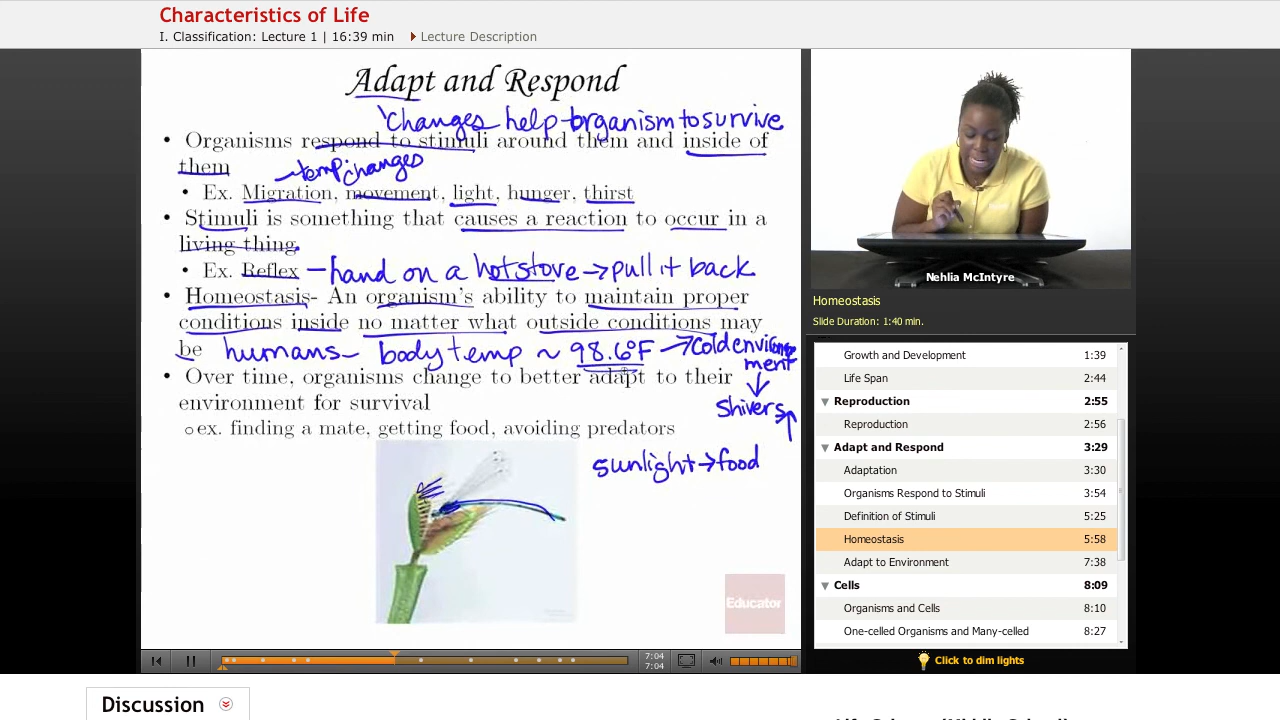 Characteristics of Life
I. Classification: Lecture 1 | 16:39 min
Lecture Description
Adapt and Respond
Changes help organism to survive
• Organisms respond to stimuli around them and inside of
them
temp changes
• Ex. Migration, movement, light, hunger, thirst
• Stimuli is something that causes a reaction to occur in a
living thing.
• Ex. Reflex – hand on a hot stove → pull it back
• Homeostasis- An organism's ability to maintain proper
conditions inside no matter what outside conditions may
be humans – body temp ~ 98.6°F → Cold environ
ment
↓
Shivers ↑
• Over time, organisms change to better adapt to their
environment for survival
o ex. finding a mate, getting food, avoiding predators
sunlight → food
Educator
7:04
7:04
Nehlia McIntyre
Homeostasis
Slide Duration: 1:40 min.
Growth and Development 1:39
Life Span 2:44
Reproduction 2:55
Reproduction 2:56
Adapt and Respond 3:29
Adaptation 3:30
Organisms Respond to Stimuli 3:54
Definition of Stimuli 5:25
Homeostasis 5:58
Adapt to Environment 7:38
Cells 8:09
Organisms and Cells 8:10
One-celled Organisms and Many-celled 8:27
Click to dim lights
Discussion